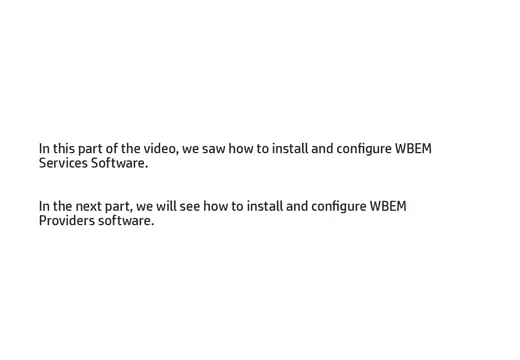 In this part of the video, we saw how to install and configure WBEM
Services Software.
In the next part, we will see how to install and configure WBEM
Providers software.